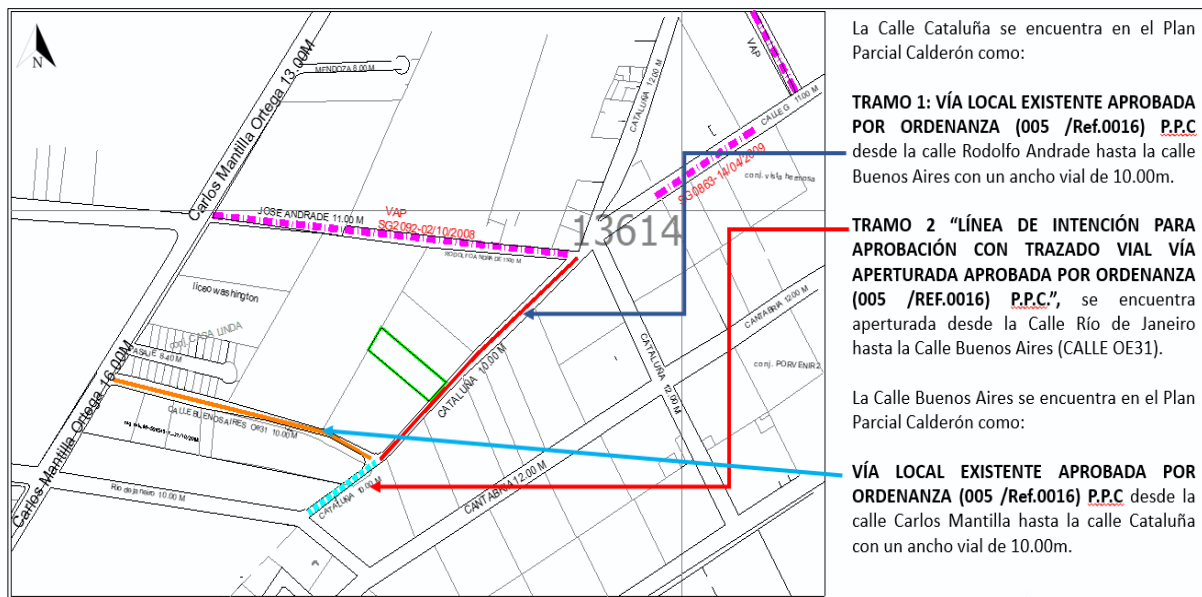 N
MENDOZA 8.00 M
Carlos Mantilla Ortega 13.00M
CATALUÑA 12.00 M
VAP
CALLE G 11.00 M
SG0863-14/04/2009
conj. vista hermosa
JOSE ANDRADE 11.00 M
VAP
SG2092-02/10/2008
13614
liceo washington
conj. CASA LINDA
PASAJE 8.40 M
Carlos Mantilla Ortega 16.00M
CALLE BUENOS AIRES OE31 10.00 M
CATALUÑA 10.00 M
CATALUÑA 12.00 M
CANTABRIA 12.00 M
conj. PORVENIR2
Rio de janeiro 10.00 M
CATALUÑA 10.00 M
CANTABRIA 12.00 M
La Calle Cataluña se encuentra en el Plan
Parcial Calderón como:
TRAMO 1: VÍA LOCAL EXISTENTE APROBADA
POR ORDENANZA (005 /Ref.0016) P.P.C
desde la calle Rodolfo Andrade hasta la calle
Buenos Aires con un ancho vial de 10.00m.
TRAMO 2 “LÍNEA DE INTENCIÓN PARA
APROBACIÓN CON TRAZADO VIAL VÍA
APERTURADA APROBADA POR ORDENANZA
(005 /REF.0016) P.P.C.”, se encuentra
aperturada desde la Calle Río de Janeiro
hasta la Calle Buenos Aires (CALLE OE31).
La Calle Buenos Aires se encuentra en el Plan
Parcial Calderón como:
VÍA LOCAL EXISTENTE APROBADA POR
ORDENANZA (005 /Ref.0016) P.P.C desde la
calle Carlos Mantilla hasta la calle Cataluña
con un ancho vial de 10.00m.